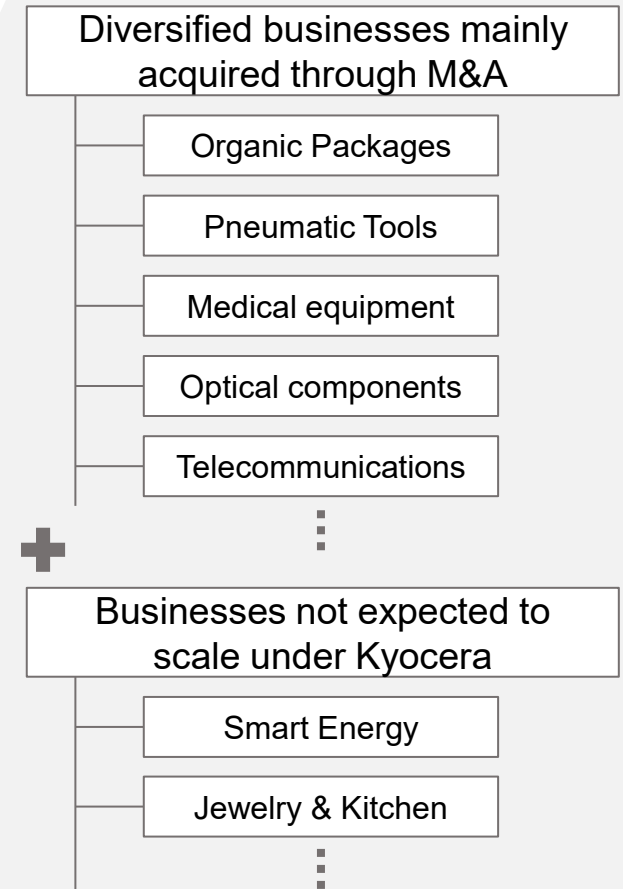 Diversified businesses mainly
acquired through M&A
Organic Packages
Pneumatic Tools
Medical equipment
Optical components
Telecommunications
Businesses not expected to
scale under Kyocera
Smart Energy
Jewelry & Kitchen